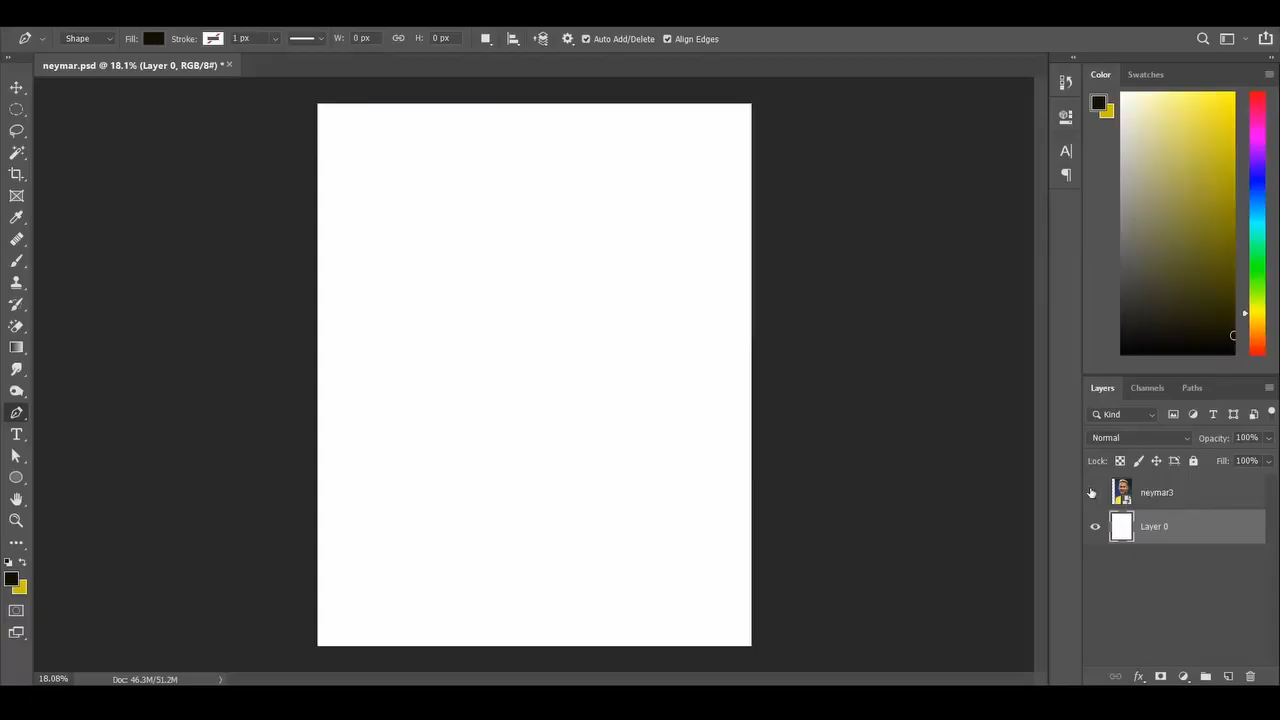 Shape Fill: Stroke: 1 px W: 0 px H: 0 px Auto Add/Delete Align Edges
neymar.psd @ 18.1% (Layer 0, RGB/8#) * ×
Color Swatches
A|
¶
Layers Channels Paths
Kind T
Normal Opacity: 100%
Lock: Fill: 100%
neymar3
Layer 0
T
18.08% Doc: 46.3M/51.2M
fx